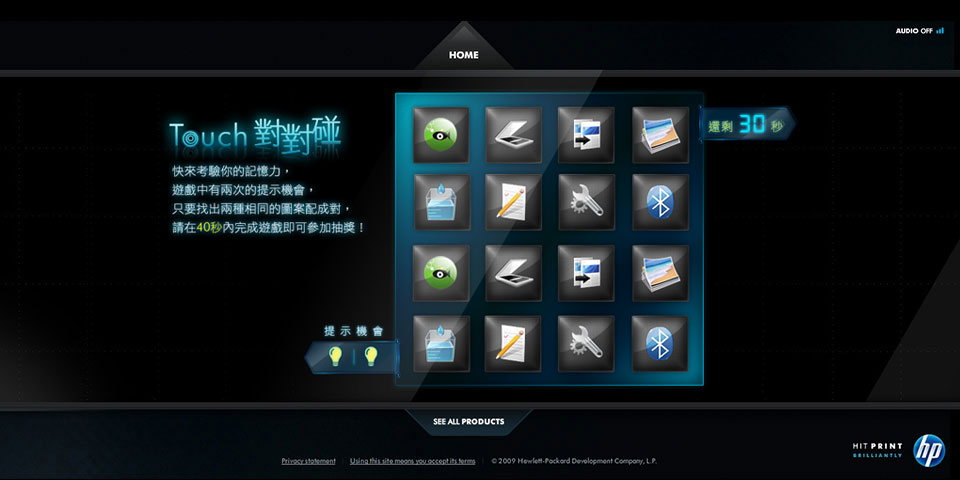 AUDIO OFF
HOME
Touch 對對碰
還剩 30 秒
快來考驗你的記憶力，
遊戲中有兩次的提示機會，
只要找出兩種相同的圖案配成對，
請在40秒內完成遊戲即可參加抽獎！
提示機會
SEE ALL PRODUCTS
HIT PRINT
BRILLIANTLY
hp
Privacy statement | Using this site means you accept its terms | © 2009 Hewlett-Packard Development Company, L.P.